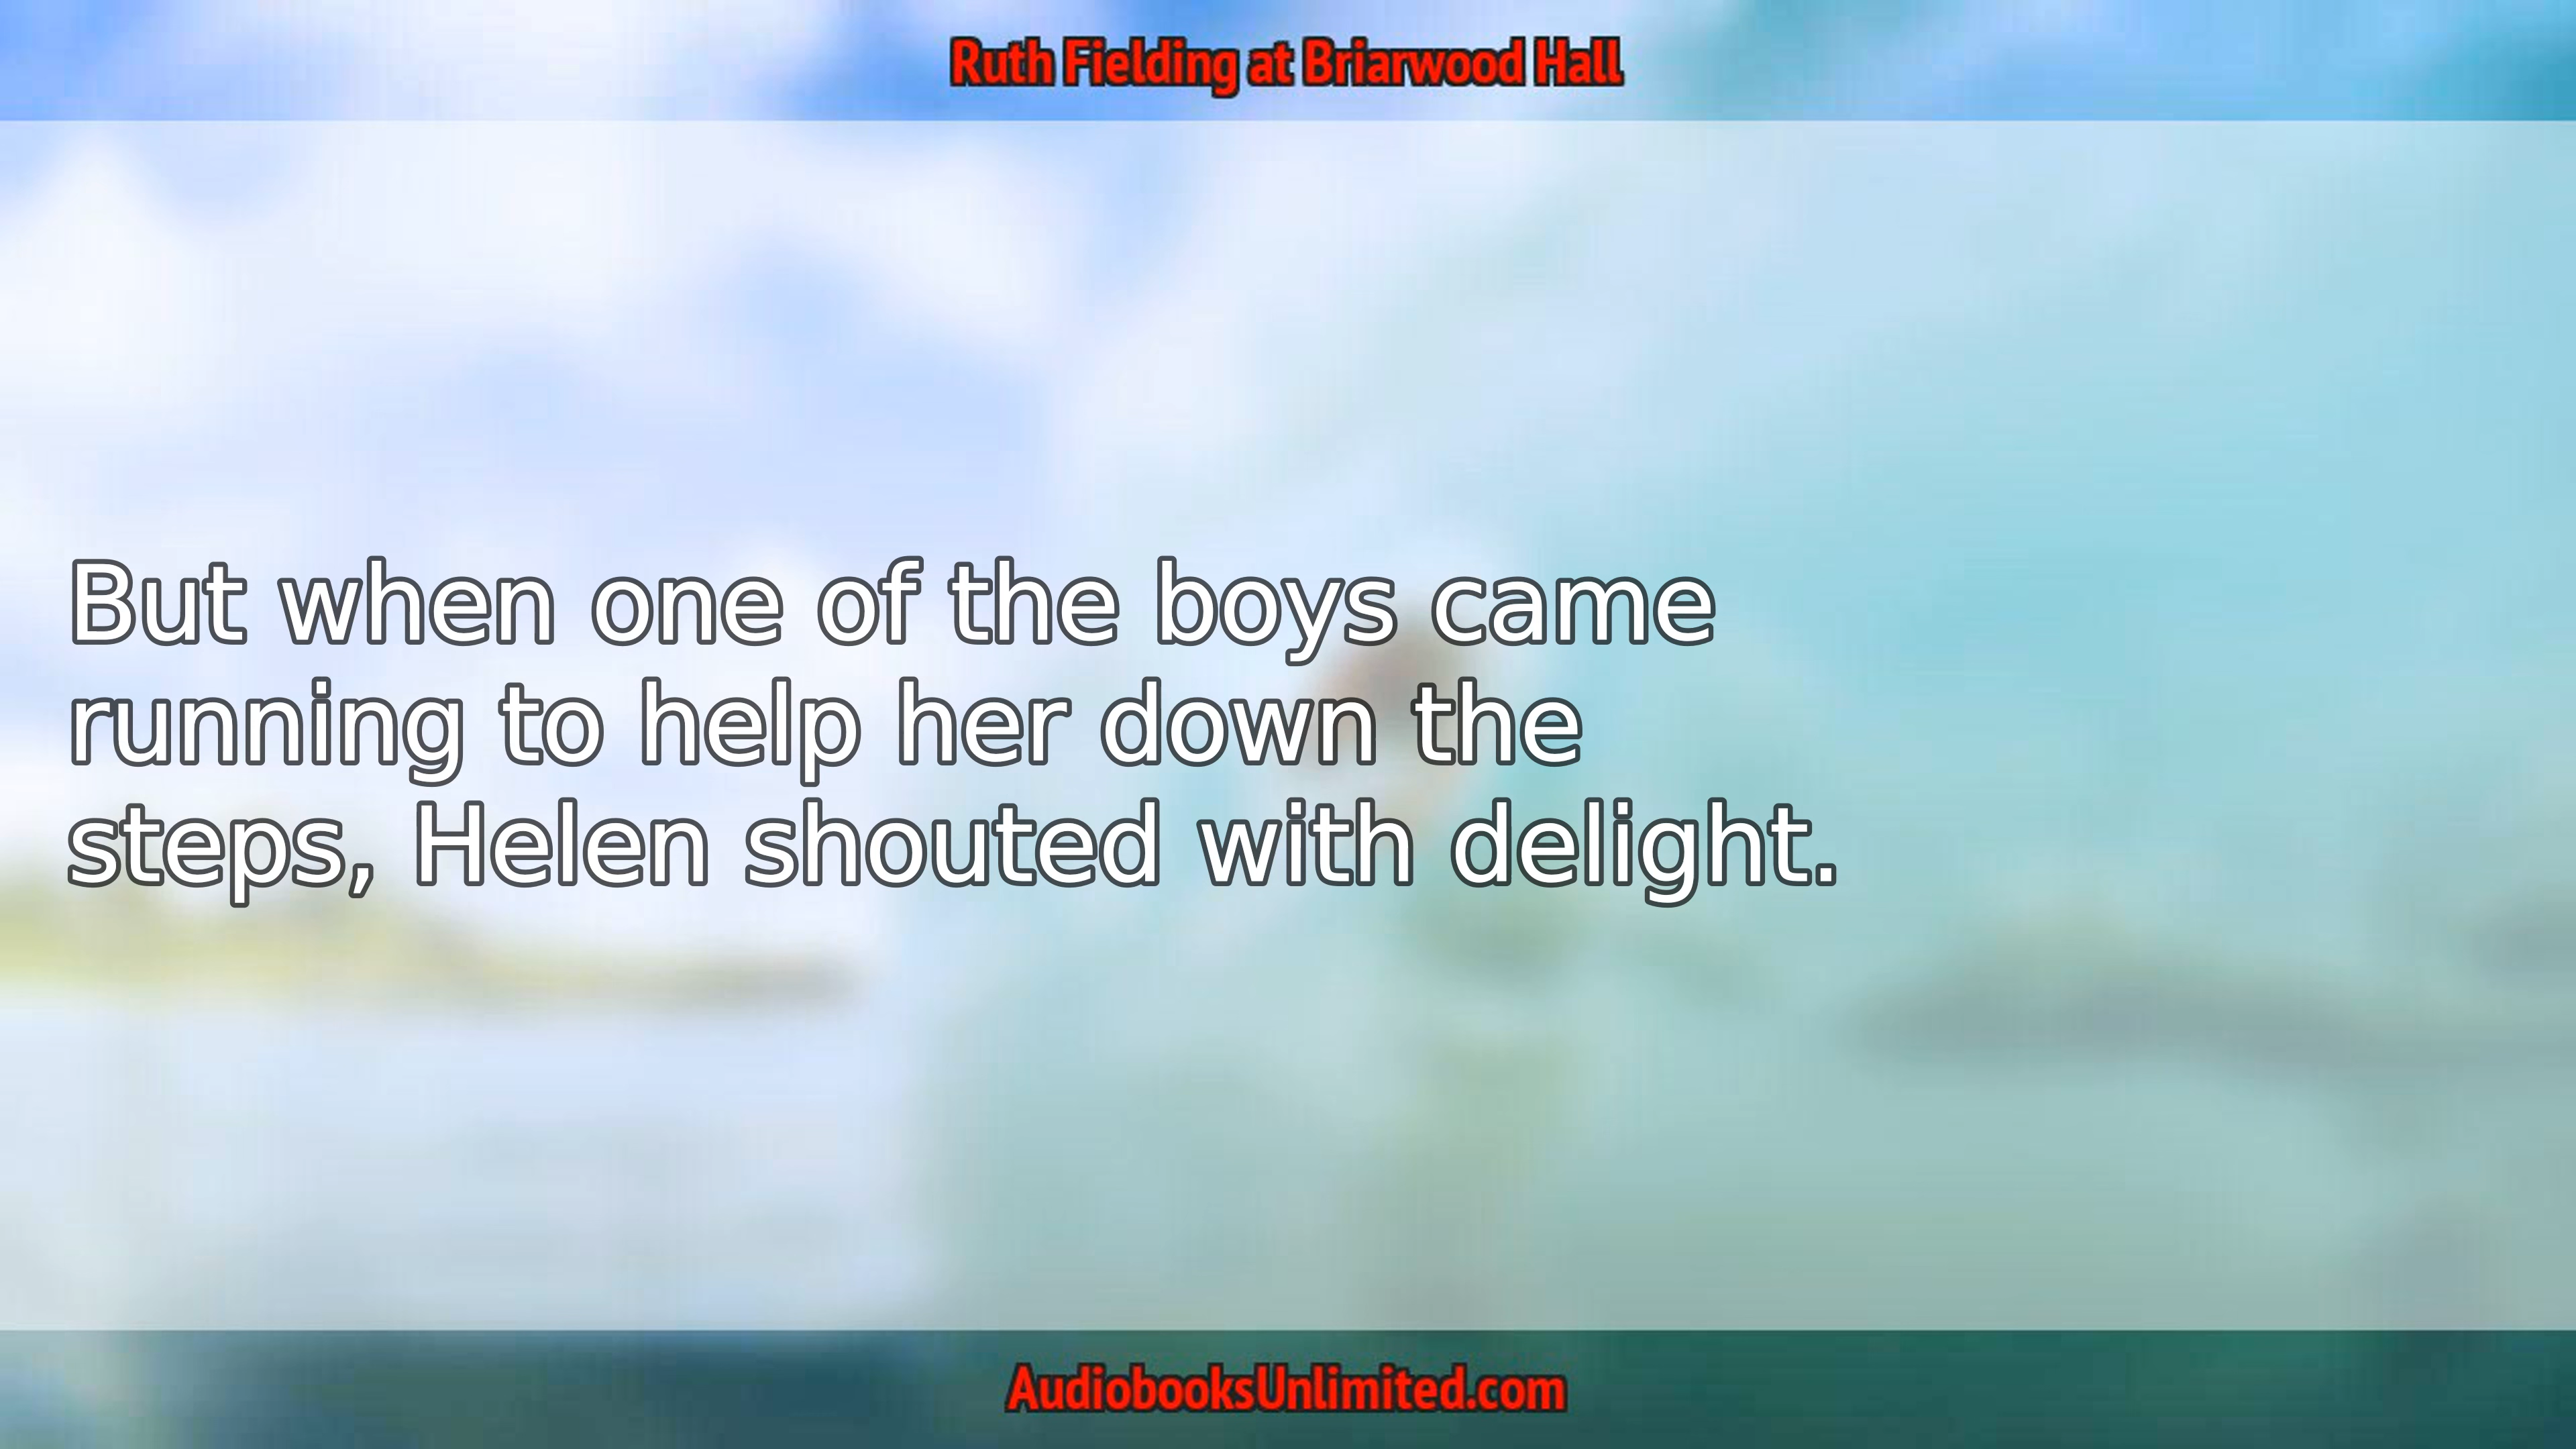 Ruth Fielding at Briarwood Hall
But when one of the boys came
running to help her down the
steps, Helen shouted with delight.
AudiobooksUnlimited.com